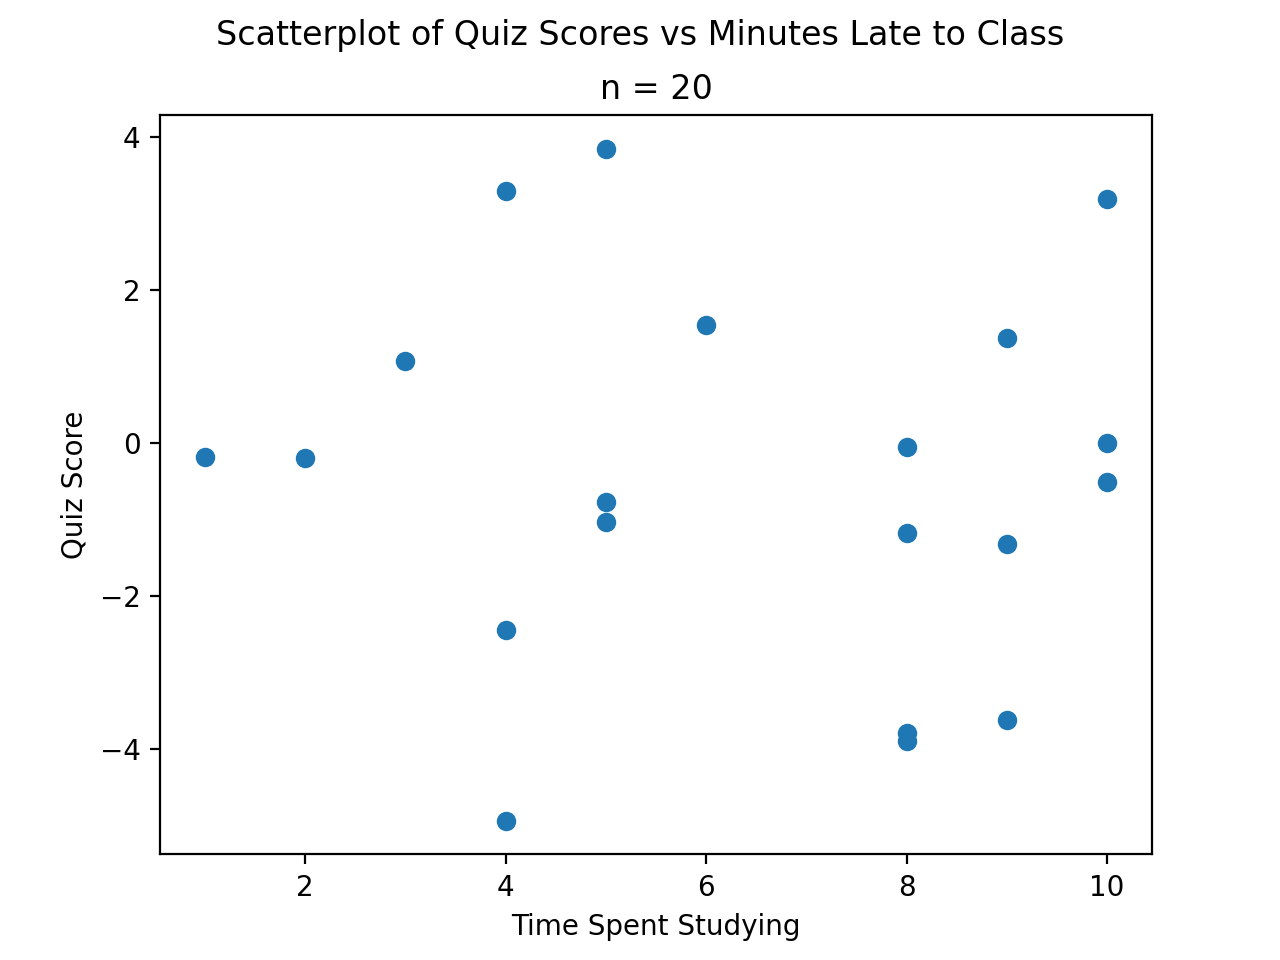 Scatterplot of Quiz Scores vs Minutes Late to Class
n = 20
4
2
0
−2
−4
Quiz Score
2 4 6 8 10
Time Spent Studying